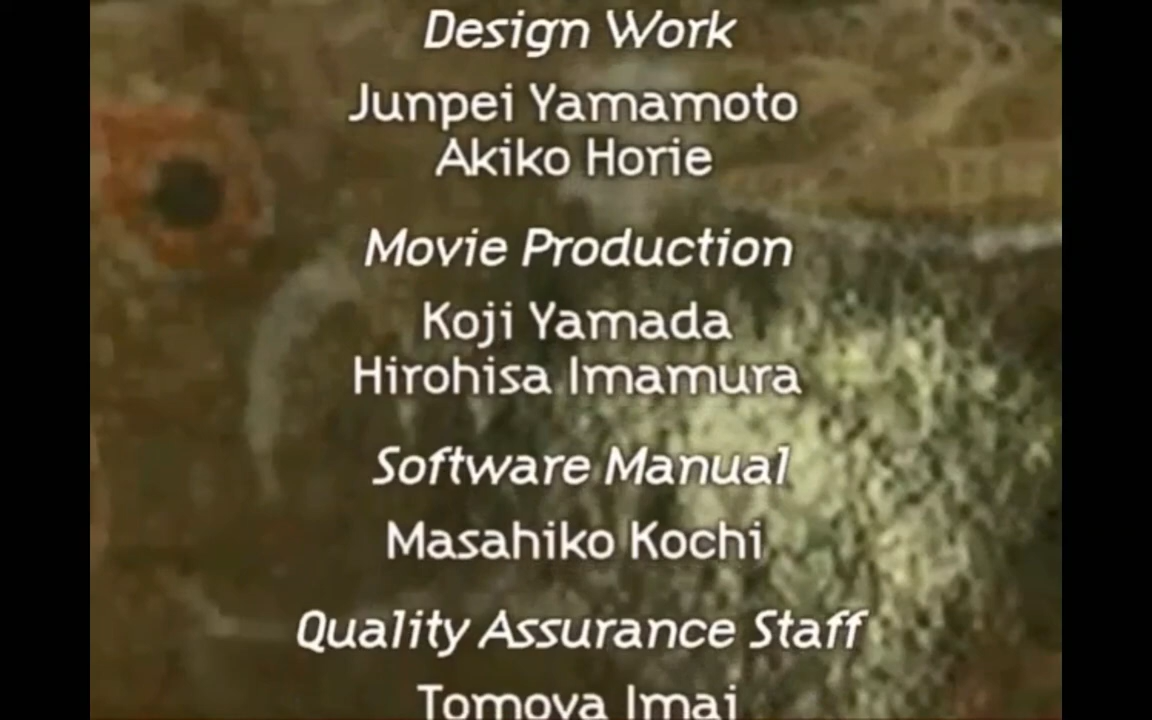 Design Work
Junpei Yamamoto
Akiko Horie
Movie Production
Koji Yamada
Hirohisa Imamura
Software Manual
Masahiko Kochi
Quality Assurance Staff
Tomoya Imai